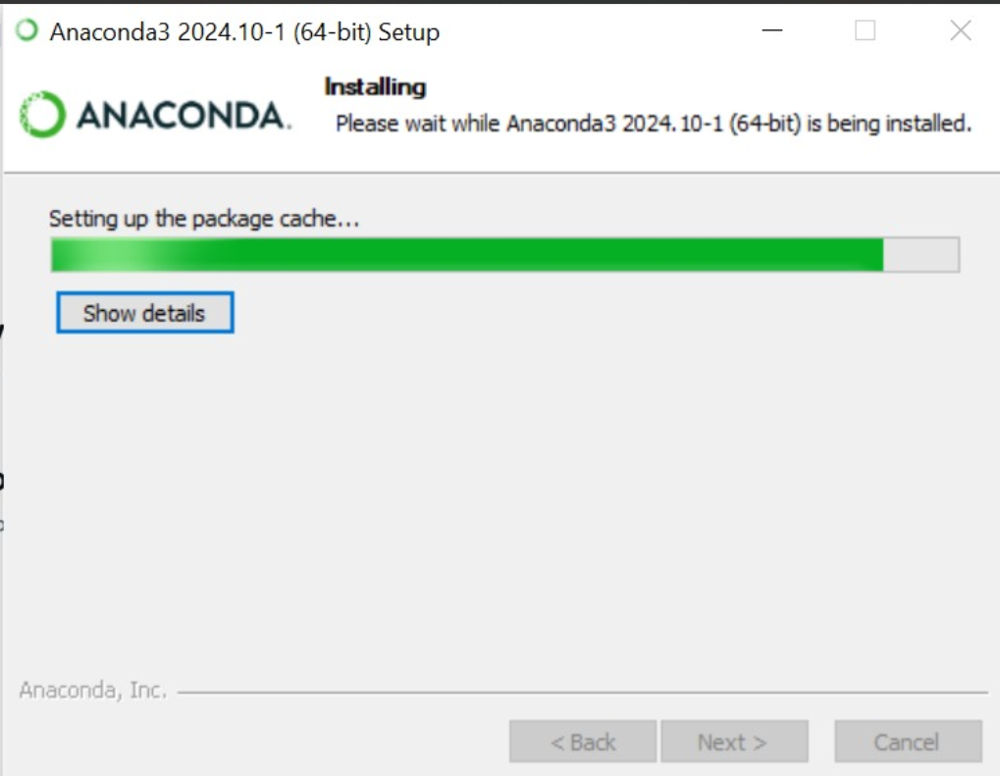 Anaconda3 2024.10-1 (64-bit) Setup
ANACONDA.
Installing
Please wait while Anaconda3 2024.10-1 (64-bit) is being installed.
Setting up the package cache...
Show details
Anaconda, Inc.
< Back
Next >
Cancel